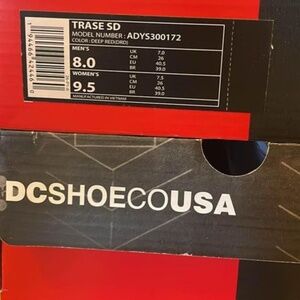 TRASE SD
MODEL NUMBER : ADYS300172
COLOR : DEEP RED(DRD)
MEN'S
8.0
UK 7.0
CM 26
EU 40.5
BR 39.0
WOMEN'S
9.5
UK 7.5
CM 26
EU 40.5
BR 39.0
MANUFACTURED IN VIETNAM
DCSHOECOUSA